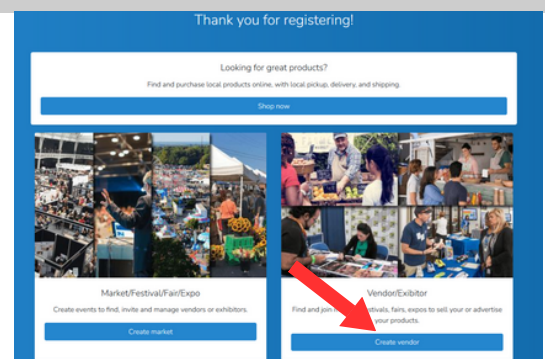 Thank you for registering!
Looking for great products?
Find and purchase local products online, with local pickup, delivery, and shipping.
Shop now
Market/Festival/Fair/Expo
Create events to find, invite and manage vendors or exhibitors.
Create market
Vendor/Exibitor
Find and join festivals, fairs, expos to sell your or advertise
your products.
Create vendor